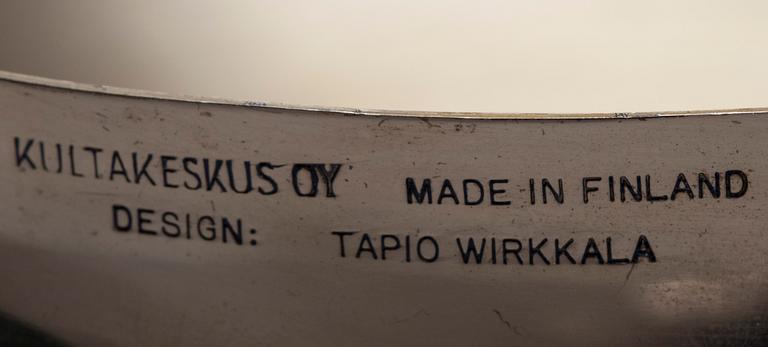 KULTAKESKUS OY MADE IN FINLAND
DESIGN: TAPIO WIRKKALA